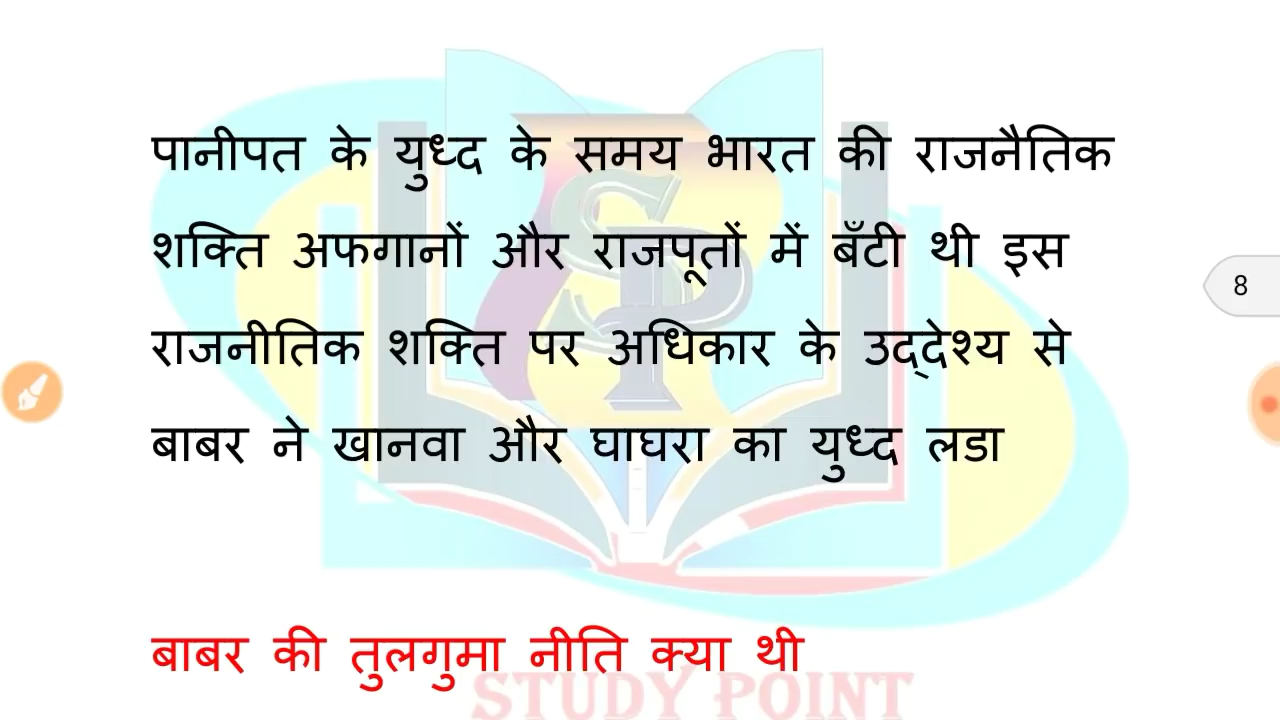 पानीपत के युध्द के समय भारत की राजनैतिक
शक्ति अफगानों और राजपूतों में बँटी थी इस
राजनीतिक शक्ति पर अधिकार के उद्‌देश्य से
बाबर ने खानवा और घाघरा का युध्द लडा
8
बाबर की तुलगुमा नीति क्या थी
STUDY POINT